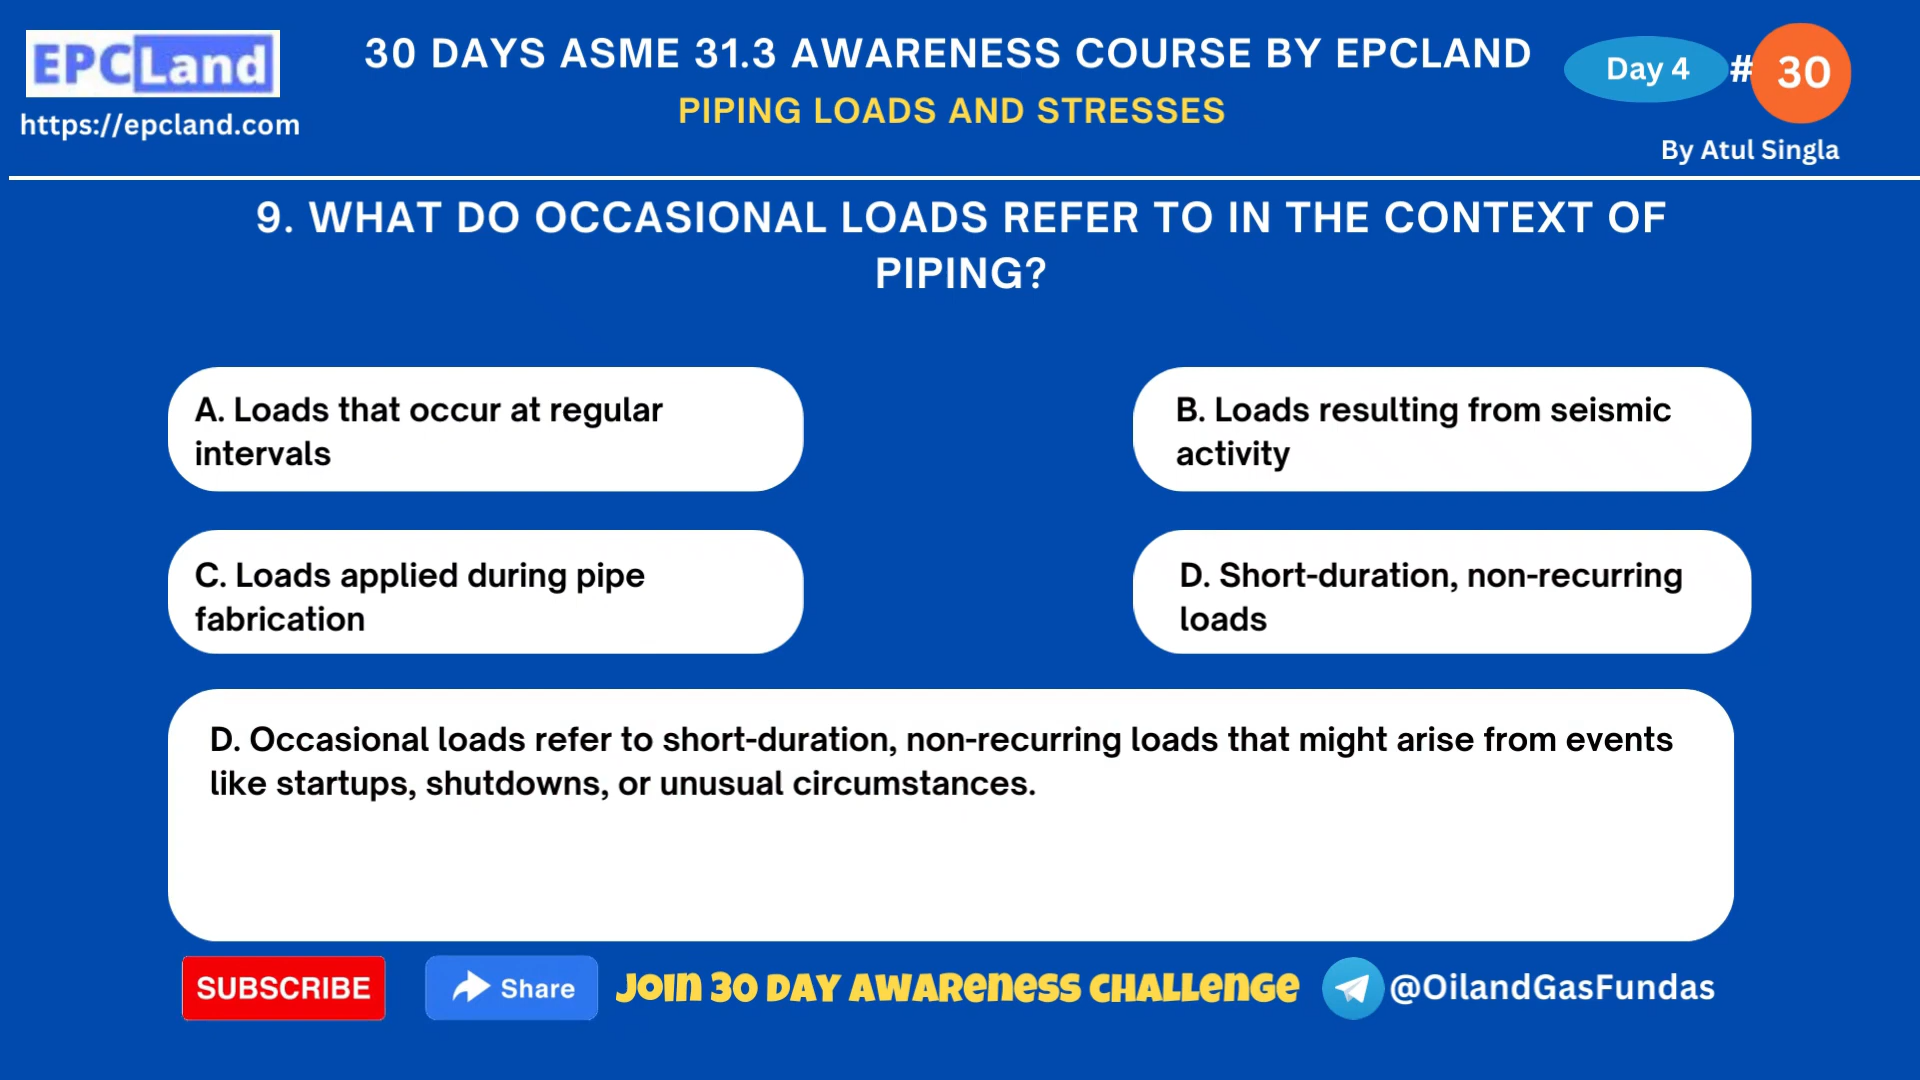 EPCLand
https://epcland.com
30 DAYS ASME 31.3 AWARENESS COURSE BY EPCLAND
PIPING LOADS AND STRESSES
Day 4 # 30
By Atul Singla
9. WHAT DO OCCASIONAL LOADS REFER TO IN THE CONTEXT OF
PIPING?
A. Loads that occur at regular
intervals
B. Loads resulting from seismic
activity
C. Loads applied during pipe
fabrication
D. Short-duration, non-recurring
loads
D. Occasional loads refer to short-duration, non-recurring loads that might arise from events
like startups, shutdowns, or unusual circumstances.
SUBSCRIBE
Share
Join 30 Day Awareness Challenge
@OilandGasFundas